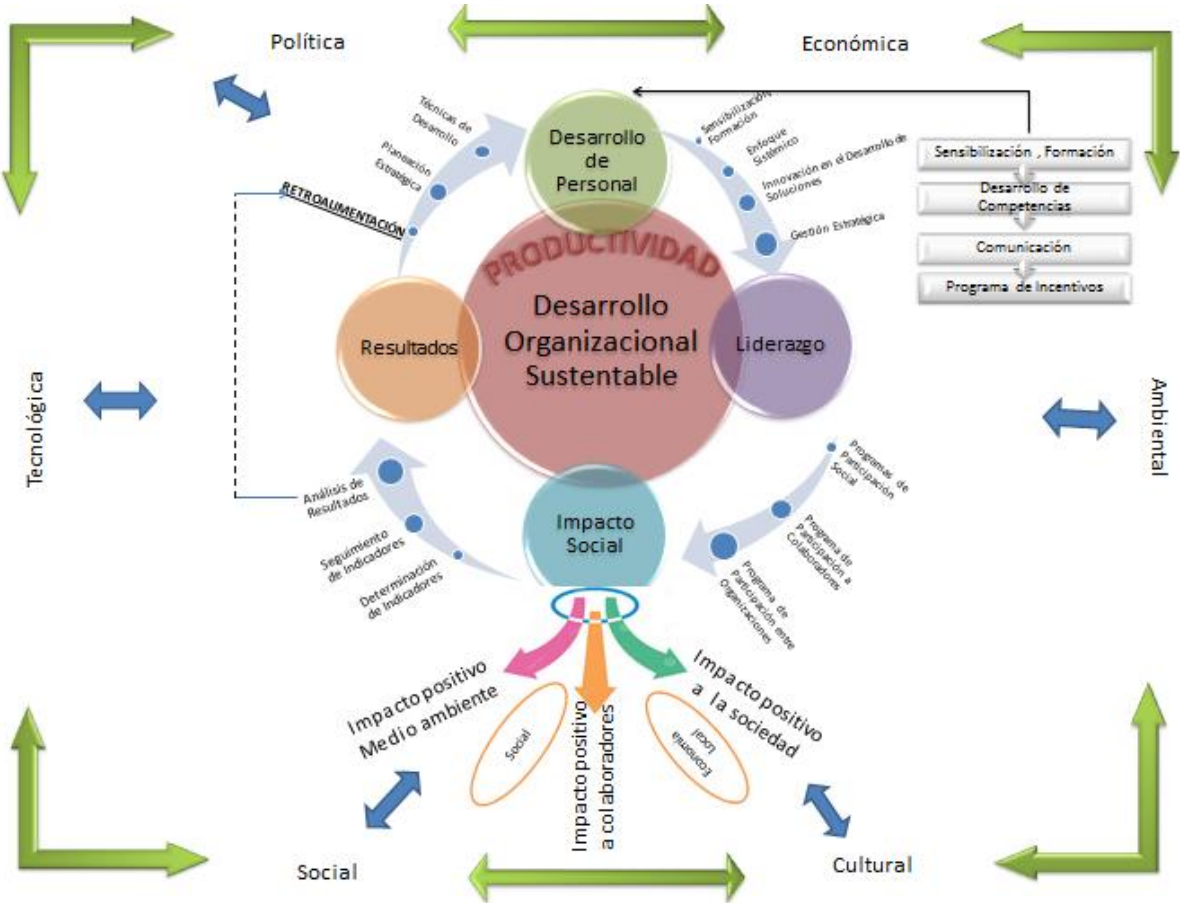 Política
Económica
Técnicas de
Desarrollo
Planeación
Estratégica
RETROAUMENTACIÓN
Desarrollo
de
Personal
Sensibilización,
Formación
Enfoque
Sistémico
Innovación en el Desarrollo de
Soluciones
Gestión Estratégica
Sensibilización , Formación
Desarrollo de
Competencias
Comunicación
Programa de Incentivos
PRODUCTIVIDAD
Desarrollo
Organizacional
Sustentable
Resultados
Liderazgo
Tecnológica
Ambiental
Análisis de
Resultados
Seguimiento
de Indicadores
Determinación
de Indicadores
Impacto
Social
Programas de
Participación
Social
Programa de
Participación a
Colaboradores
Programa de
Participación entre
Organizaciones
Impacto positivo
Medio ambiente
Social
Impacto positivo
a colaboradores
Economía
Local
Impacto positivo
a la sociedad
Social
Cultural